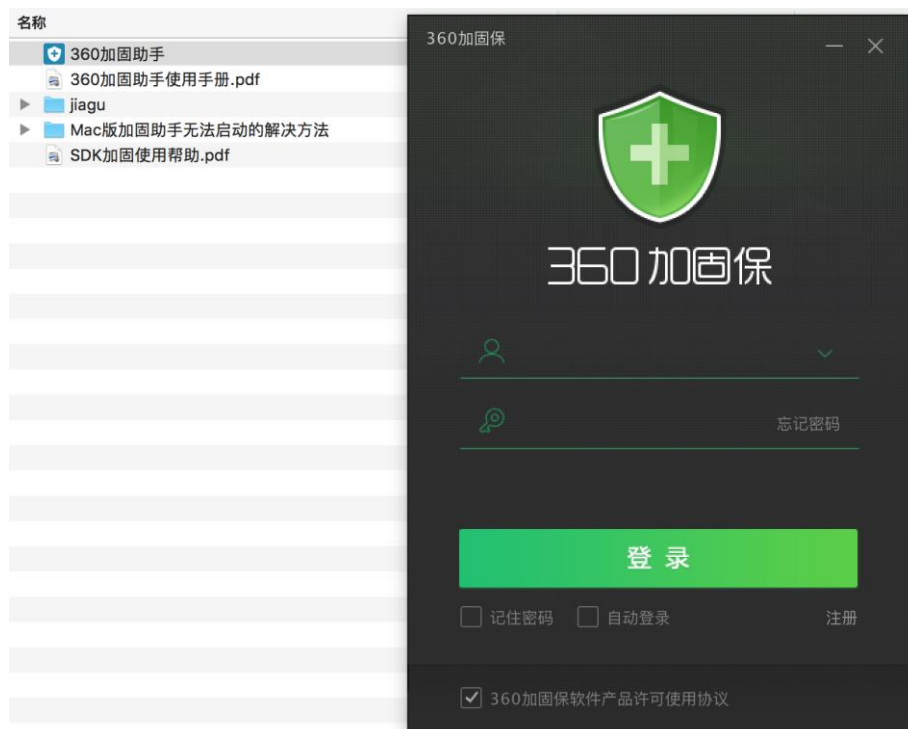 名称
360加固助手
360加固助手使用手册.pdf
jiagu
Mac版加固助手无法启动的解决方法
SDK加固使用帮助.pdf
360加固保
360加固保
忘记密码
登录
记住密码 自动登录 注册
360加固保软件产品许可使用协议